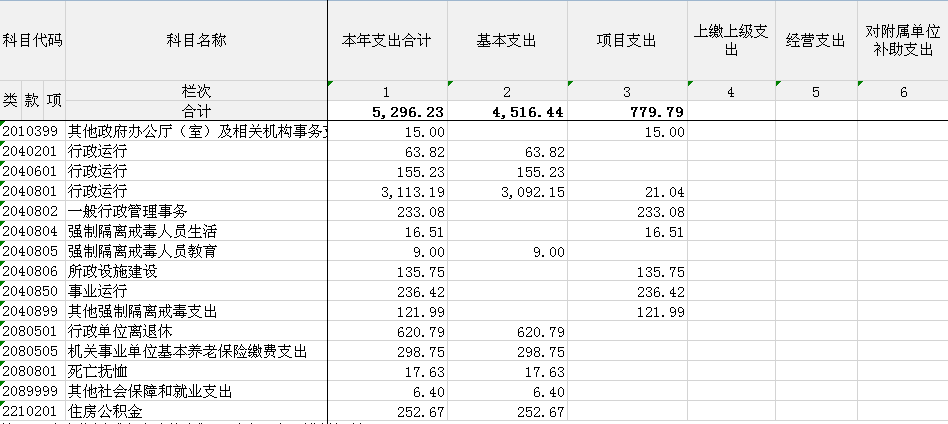 科目代码 科目名称 本年支出合计 基本支出 项目支出 上缴上级支出 经营支出 对附属单位补助支出
类 款 项 栏次 1 2 3 4 5 6
合计 5,296.23 4,516.44 779.79
2010399 其他政府办公厅（室）及相关机构事务 15.00 15.00
2040201 行政运行 63.82 63.82
2040601 行政运行 155.23 155.23
2040801 行政运行 3,113.19 3,092.15 21.04
2040802 一般行政管理事务 233.08 233.08
2040804 强制隔离戒毒人员生活 16.51 16.51
2040805 强制隔离戒毒人员教育 9.00 9.00
2040806 所政设施建设 135.75 135.75
2040850 事业运行 236.42 236.42
2040899 其他强制隔离戒毒支出 121.99 121.99
2080501 行政单位离退休 620.79 620.79
2080505 机关事业单位基本养老保险缴费支出 298.75 298.75
2080801 死亡抚恤 17.63 17.63
2089999 其他社会保障和就业支出 6.40 6.40
2210201 住房公积金 252.67 252.67